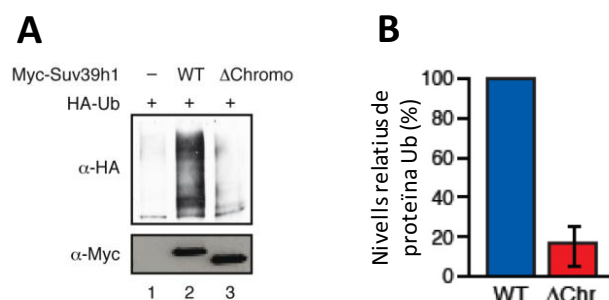 A
Myc-Suv39h1 – WT ΔChromo
HA-Ub + + +
α-HA
α-Myc
1 2 3
B
Nivells relatius de
proteïna Ub (%)
100
80
60
40
20
0
WT ΔChr